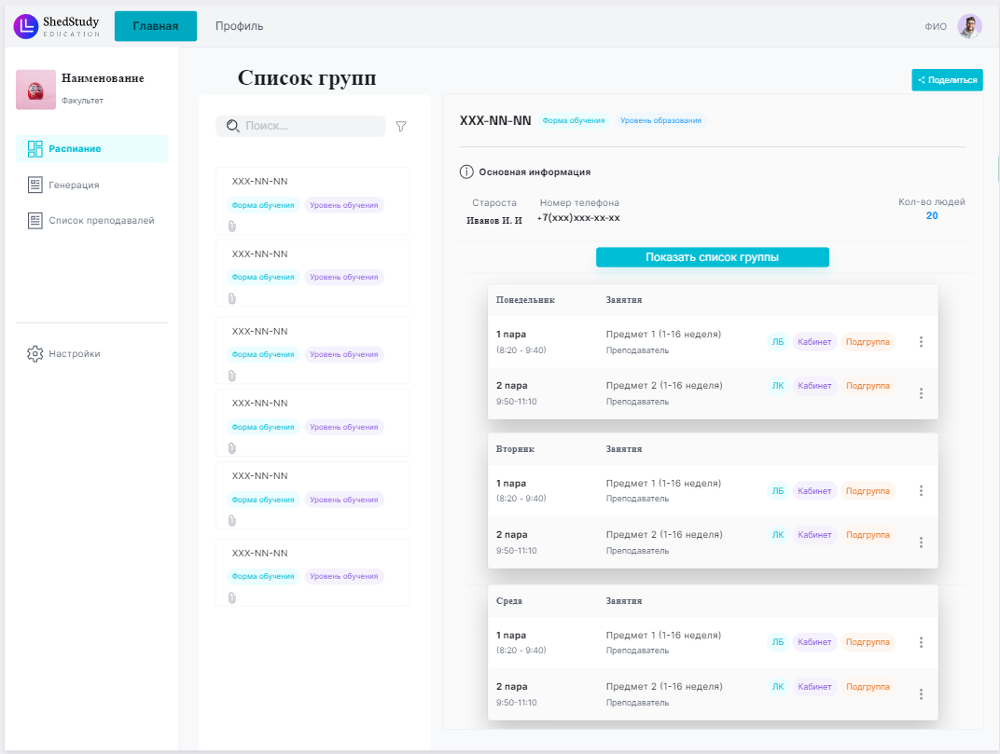 ShedStudy
EDUCATION
Главная
Профиль
ФИО
Наименование
Факультет
Распиание
Генерация
Список преподавалей
Настройки
Список групп
Поделиться
Поиск...
XXX-NN-NN
Форма обучения Уровень обучения
XXX-NN-NN
Форма обучения Уровень обучения
XXX-NN-NN
Форма обучения Уровень обучения
XXX-NN-NN
Форма обучения Уровень обучения
XXX-NN-NN
Форма обучения Уровень обучения
XXX-NN-NN
Форма обучения Уровень обучения
XXX-NN-NN Форма обучения Уровень образования
Основная информация
Староста Номер телефона Кол-во людей
Иванов И. И +7(xxx)xxx-xx-xx 20
Показать список группы
Понедельник Занятия
1 пара Предмет 1 (1-16 неделя) ЛБ Кабинет Подгруппа
(8:20 - 9:40) Преподаватель
2 пара Предмет 2 (1-16 неделя) ЛК Кабинет Подгруппа
9:50-11:10 Преподаватель
Вторник Занятия
1 пара Предмет 1 (1-16 неделя) ЛБ Кабинет Подгруппа
(8:20 - 9:40) Преподаватель
2 пара Предмет 2 (1-16 неделя) ЛК Кабинет Подгруппа
9:50-11:10 Преподаватель
Среда Занятия
1 пара Предмет 1 (1-16 неделя) ЛБ Кабинет Подгруппа
(8:20 - 9:40) Преподаватель
2 пара Предмет 2 (1-16 неделя) ЛК Кабинет Подгруппа
9:50-11:10 Преподаватель